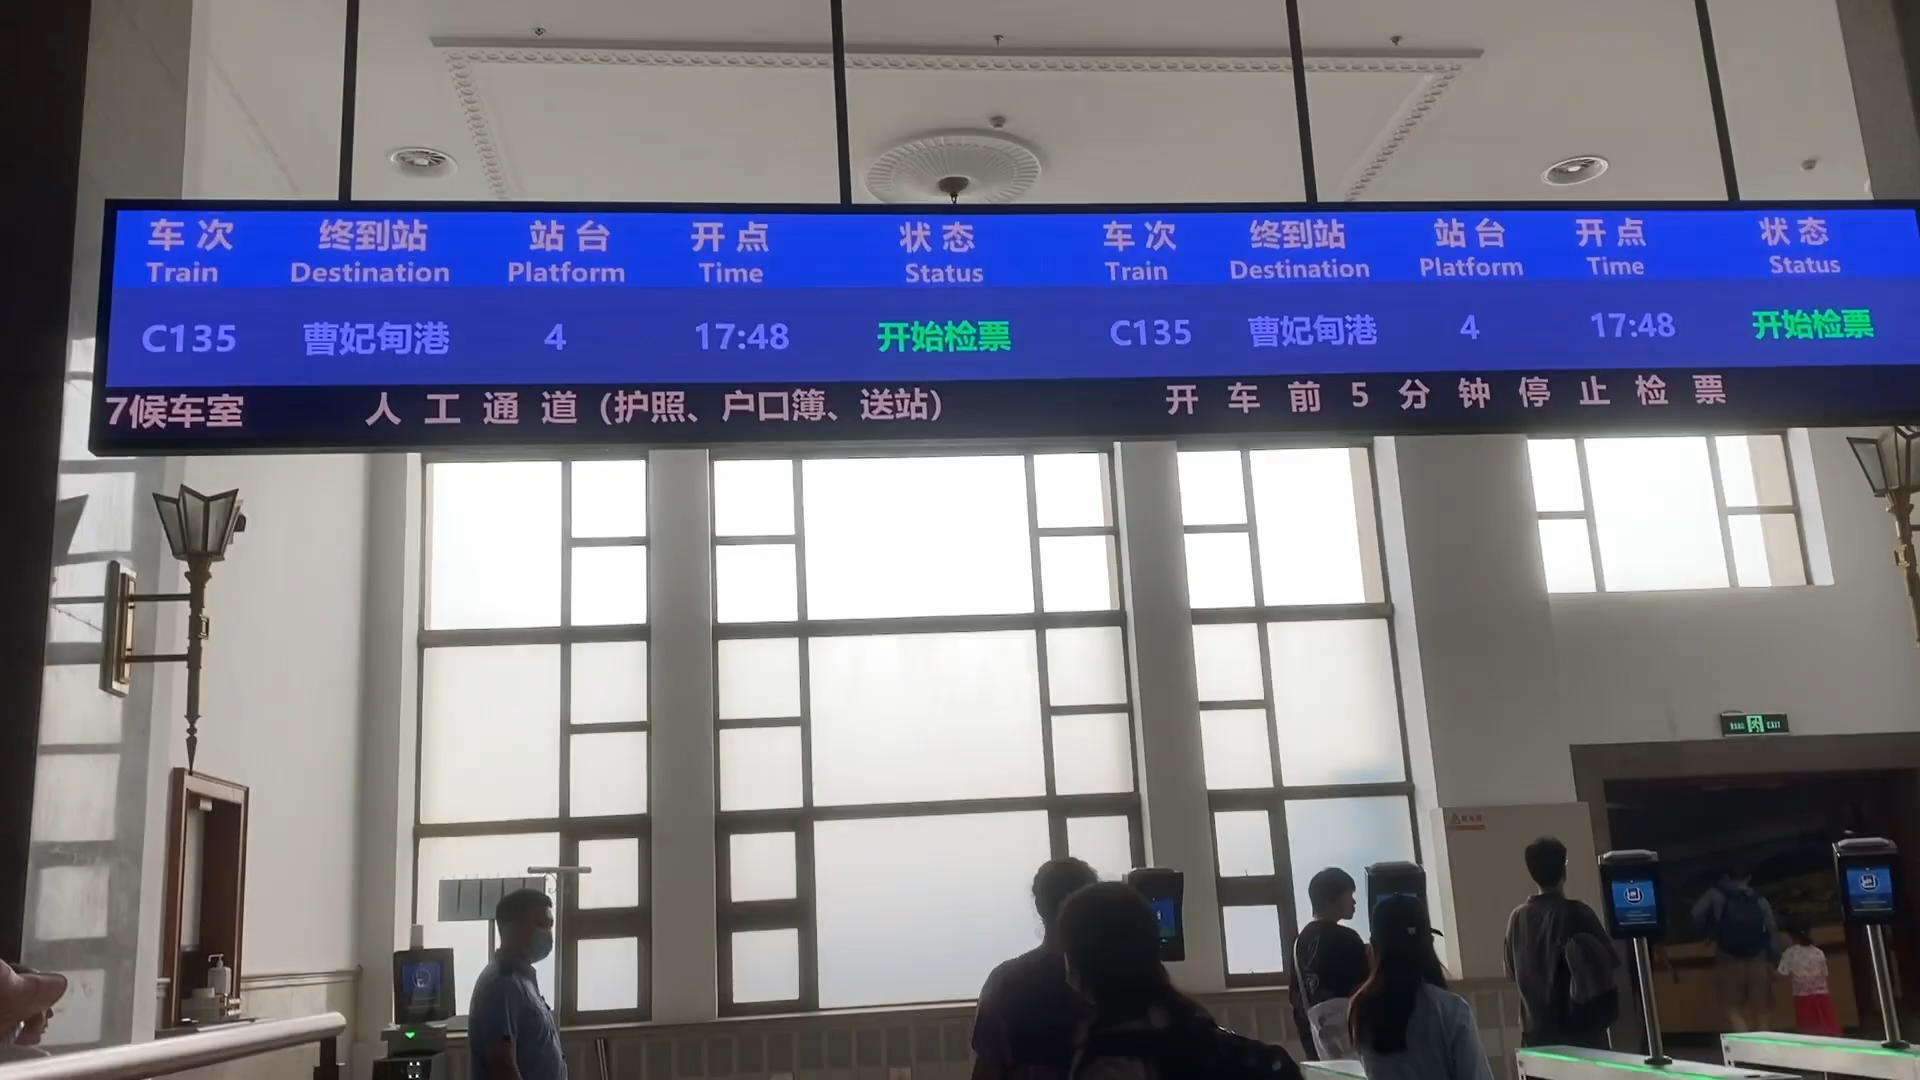 车次 终到站 站台 开点 状态 车次 终到站 站台 开点 状态
Train Destination Platform Time Status Train Destination Platform Time Status
C135 曹妃甸港 4 17:48 开始检票 C135 曹妃甸港 4 17:48 开始检票
7候车室 人工通道(护照、户口簿、送站) 开车前5分钟停止检票
EXIT